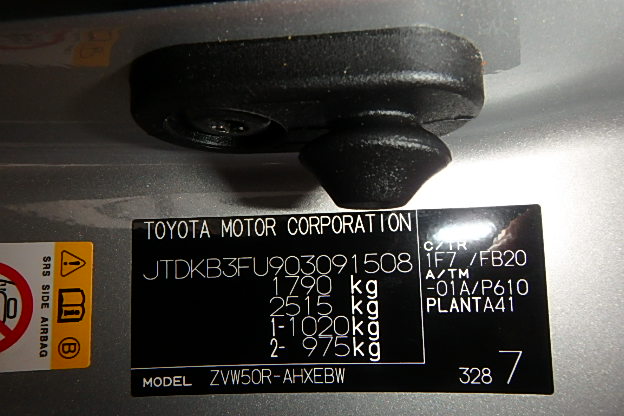 TOYOTA MOTOR CORPORATION
JTDKB3FU903091508
1790 kg
2515 kg
1-1020kg
2- 975kg
MODEL ZVW50R-AHXEBW
C/TR
1F7 /FB20
A/TM
-01A/P610
PLANTA41
328 7
SRS SIDE AIRBAG
B